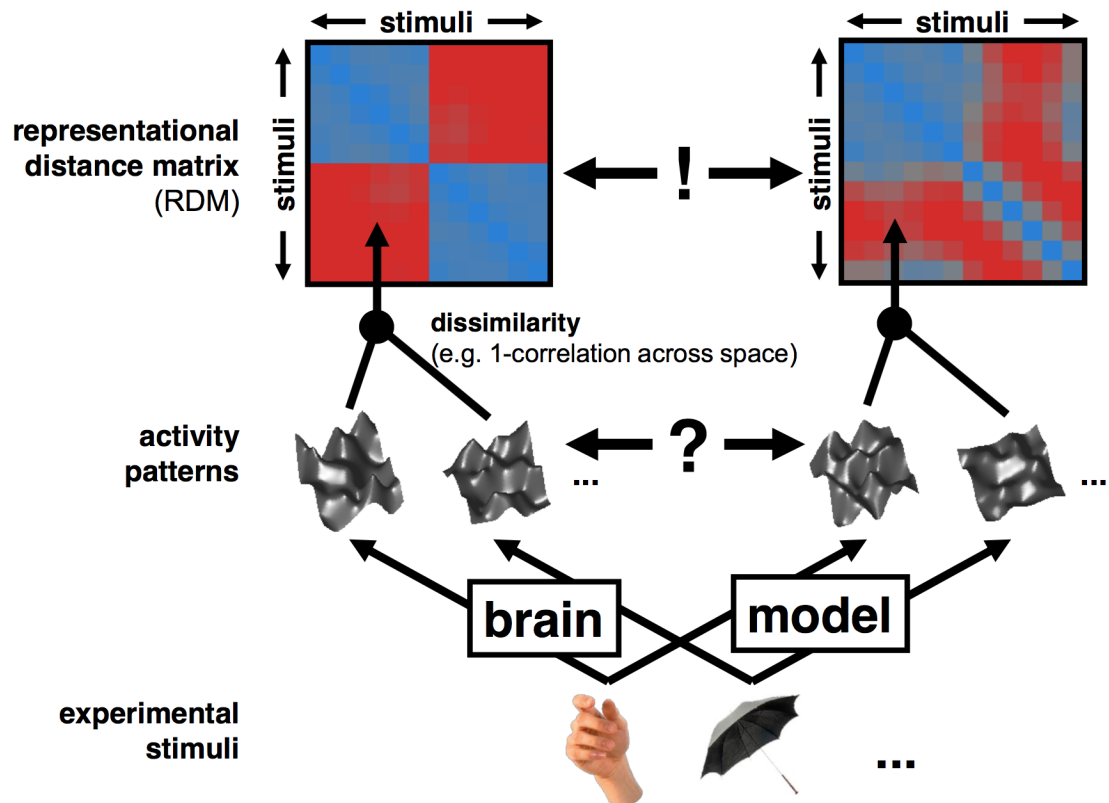 stimuli
stimuli
representational
distance matrix
(RDM)
stimuli
!
stimuli
dissimilarity
(e.g. 1-correlation across space)
activity
patterns
...
?
...
brain
model
experimental
stimuli
...